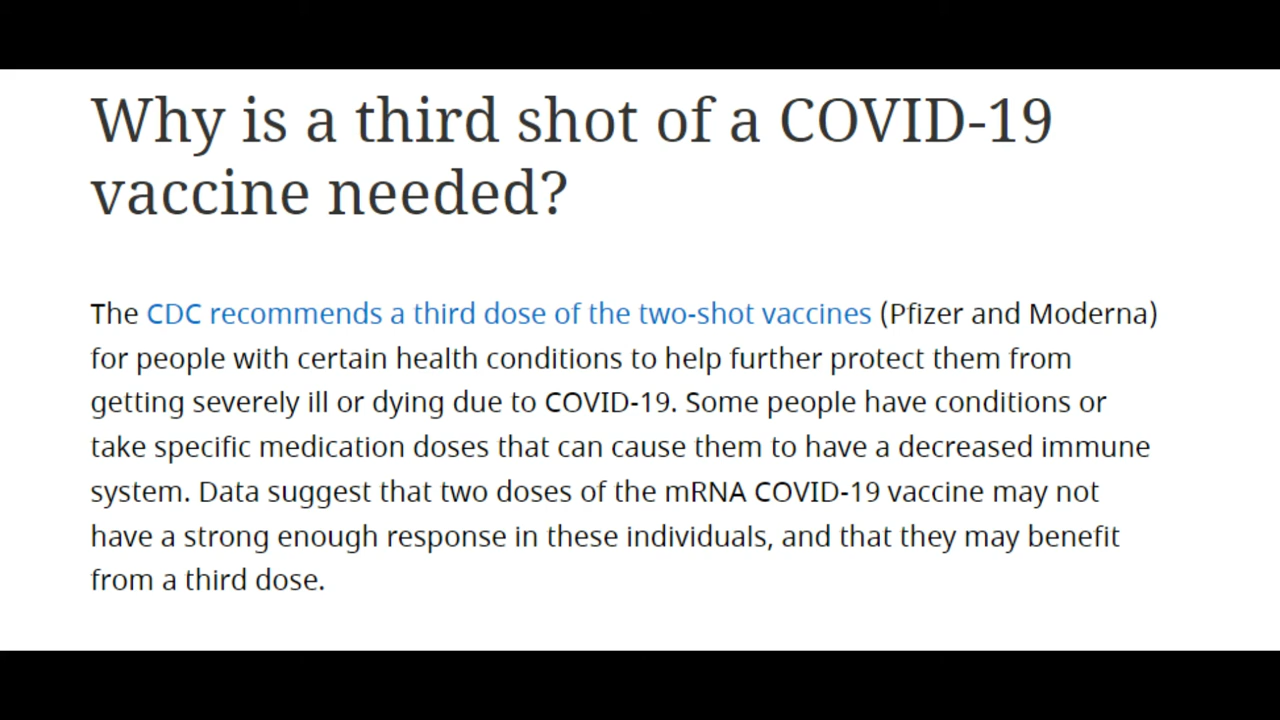 Why is a third shot of a COVID-19
vaccine needed?
The CDC recommends a third dose of the two-shot vaccines (Pfizer and Moderna)
for people with certain health conditions to help further protect them from
getting severely ill or dying due to COVID-19. Some people have conditions or
take specific medication doses that can cause them to have a decreased immune
system. Data suggest that two doses of the mRNA COVID-19 vaccine may not
have a strong enough response in these individuals, and that they may benefit
from a third dose.